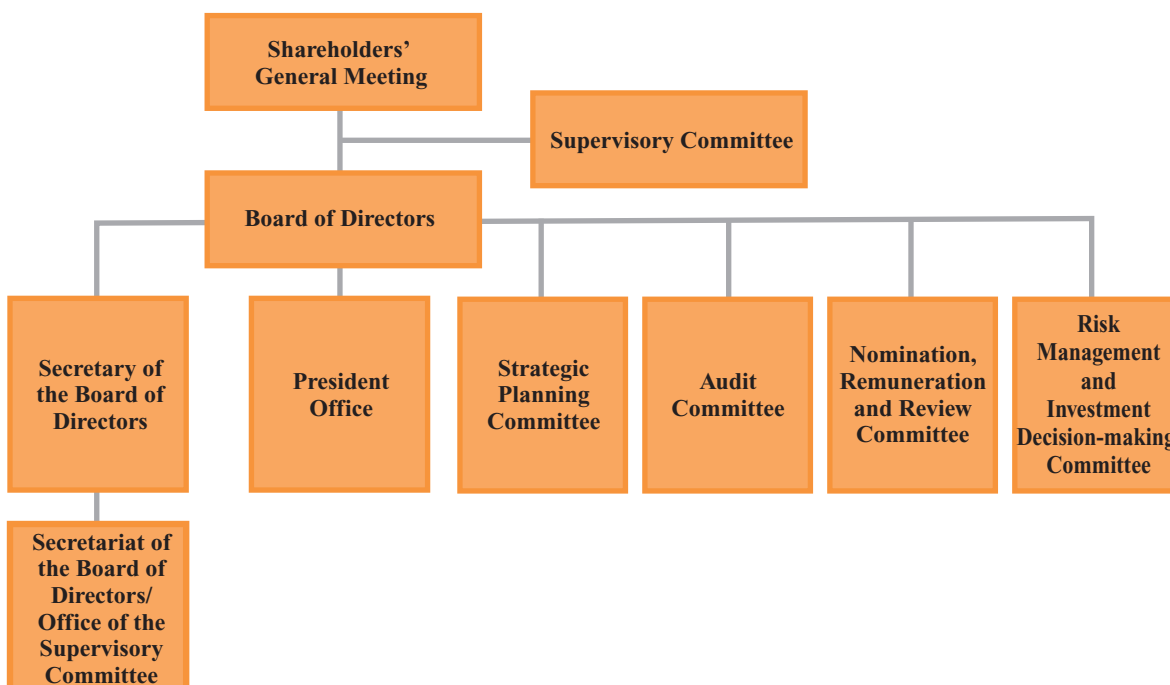 Shareholders’
General Meeting
Supervisory Committee
Board of Directors
Secretary of
the Board of
Directors
President
Office
Strategic
Planning
Committee
Audit
Committee
Nomination,
Remuneration
and Review
Committee
Risk
Management
and
Investment
Decision-making
Committee
Secretariat of
the Board of
Directors/
Office of the
Supervisory
Committee